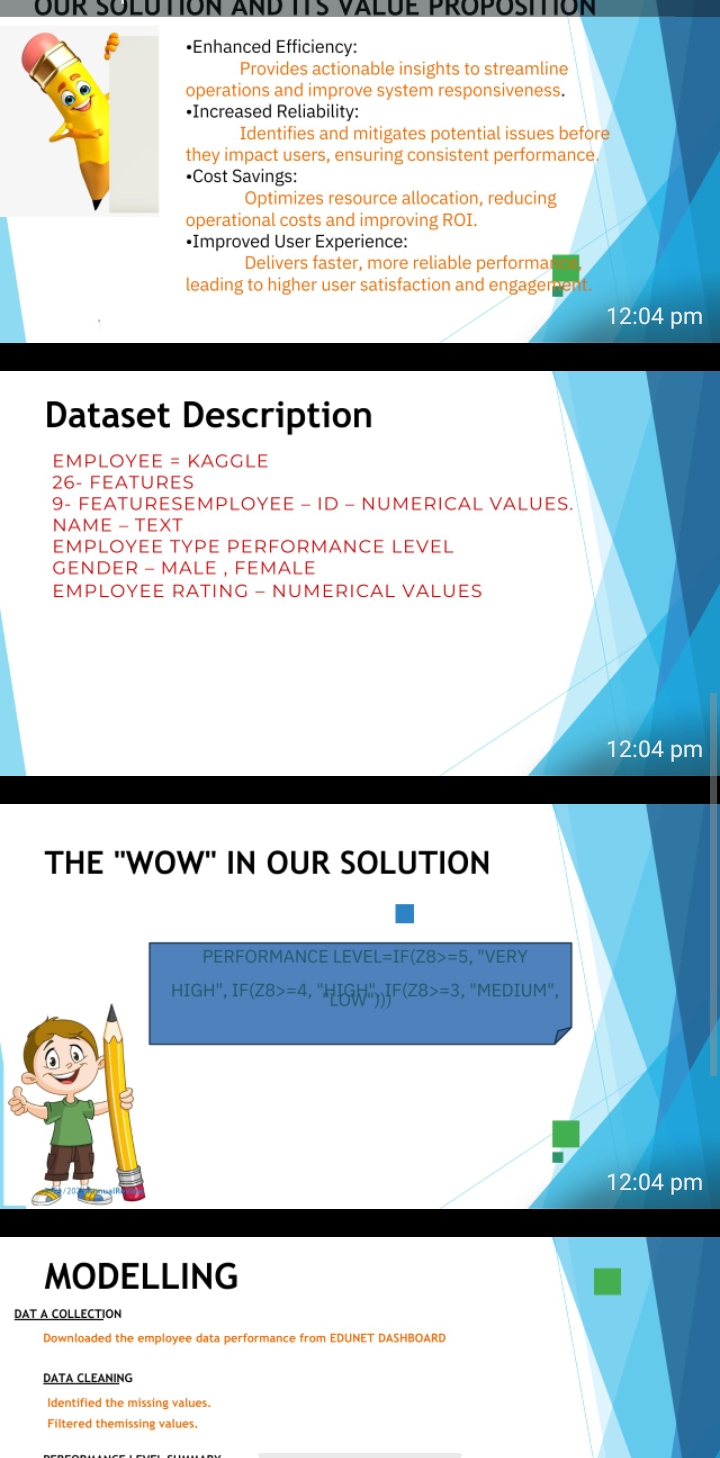 OUR SOLUTION AND ITS VALUE PROPOSITION
•Enhanced Efficiency:
Provides actionable insights to streamline
operations and improve system responsiveness.
•Increased Reliability:
Identifies and mitigates potential issues before
they impact users, ensuring consistent performance.
•Cost Savings:
Optimizes resource allocation, reducing
operational costs and improving ROI.
•Improved User Experience:
Delivers faster, more reliable performance,
leading to higher user satisfaction and engagement.
12:04 pm
Dataset Description
EMPLOYEE = KAGGLE
26- FEATURES
9- FEATURESEMPLOYEE – ID – NUMERICAL VALUES.
NAME – TEXT
EMPLOYEE TYPE PERFORMANCE LEVEL
GENDER – MALE , FEMALE
EMPLOYEE RATING – NUMERICAL VALUES
12:04 pm
THE "WOW" IN OUR SOLUTION
PERFORMANCE LEVEL=IF(Z8>=5, "VERY
HIGH", IF(Z8>=4, "HIGH", IF(Z8>=3, "MEDIUM",
"LOW")))
12:04 pm
MODELLING
DAT A COLLECTION
Downloaded the employee data performance from EDUNET DASHBOARD
DATA CLEANING
Identified the missing values.
Filtered themissing values.
PERFORMANCE LEVEL SUMMARY